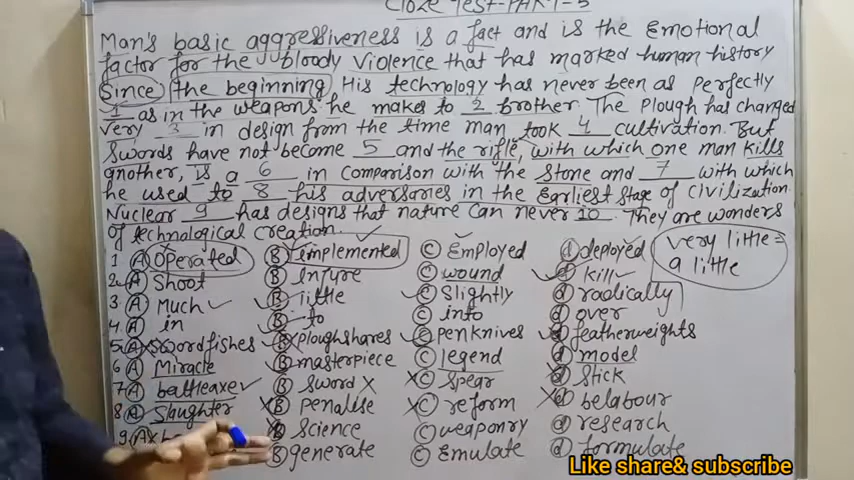 Cloze Test-PART-5
Man's basic aggressiveness is a fact and is the Emotional
factor for the bloody violence that has marked human history
Since the beginning His technology has never been as perfectly
1 as in the weapons he makes to 2 brother. The Plough has changed
very 3 in design from the time man took 4 cultivation. But
Swords have not become 5 and the rifle, with which one man kills
another, is a 6 in comparison with the Stone and 7 with which
he used to 8 his adversaries in the Earliest Stage of Civilization.
Nuclear 9 has designs that nature Can never 10. They are wonders
of technological creation.
1 A Operated B implemented C Employed d deployed
very little =
a little
2 A Shoot B Injure C wound d kill
3 A Much B little C Slightly d radically
4 A in B to C into d over
5 A Swordfishes B ploughshares C penknives d featherweights
6 A Miracle B masterpiece C legend d model
7 A battleaxe B Sword C Spear d Stick
8 A Slaughter B Penalise C reform d belabour
9 A B Science C weaponry d research
B generate C Emulate d formulate
Like share& subscribe